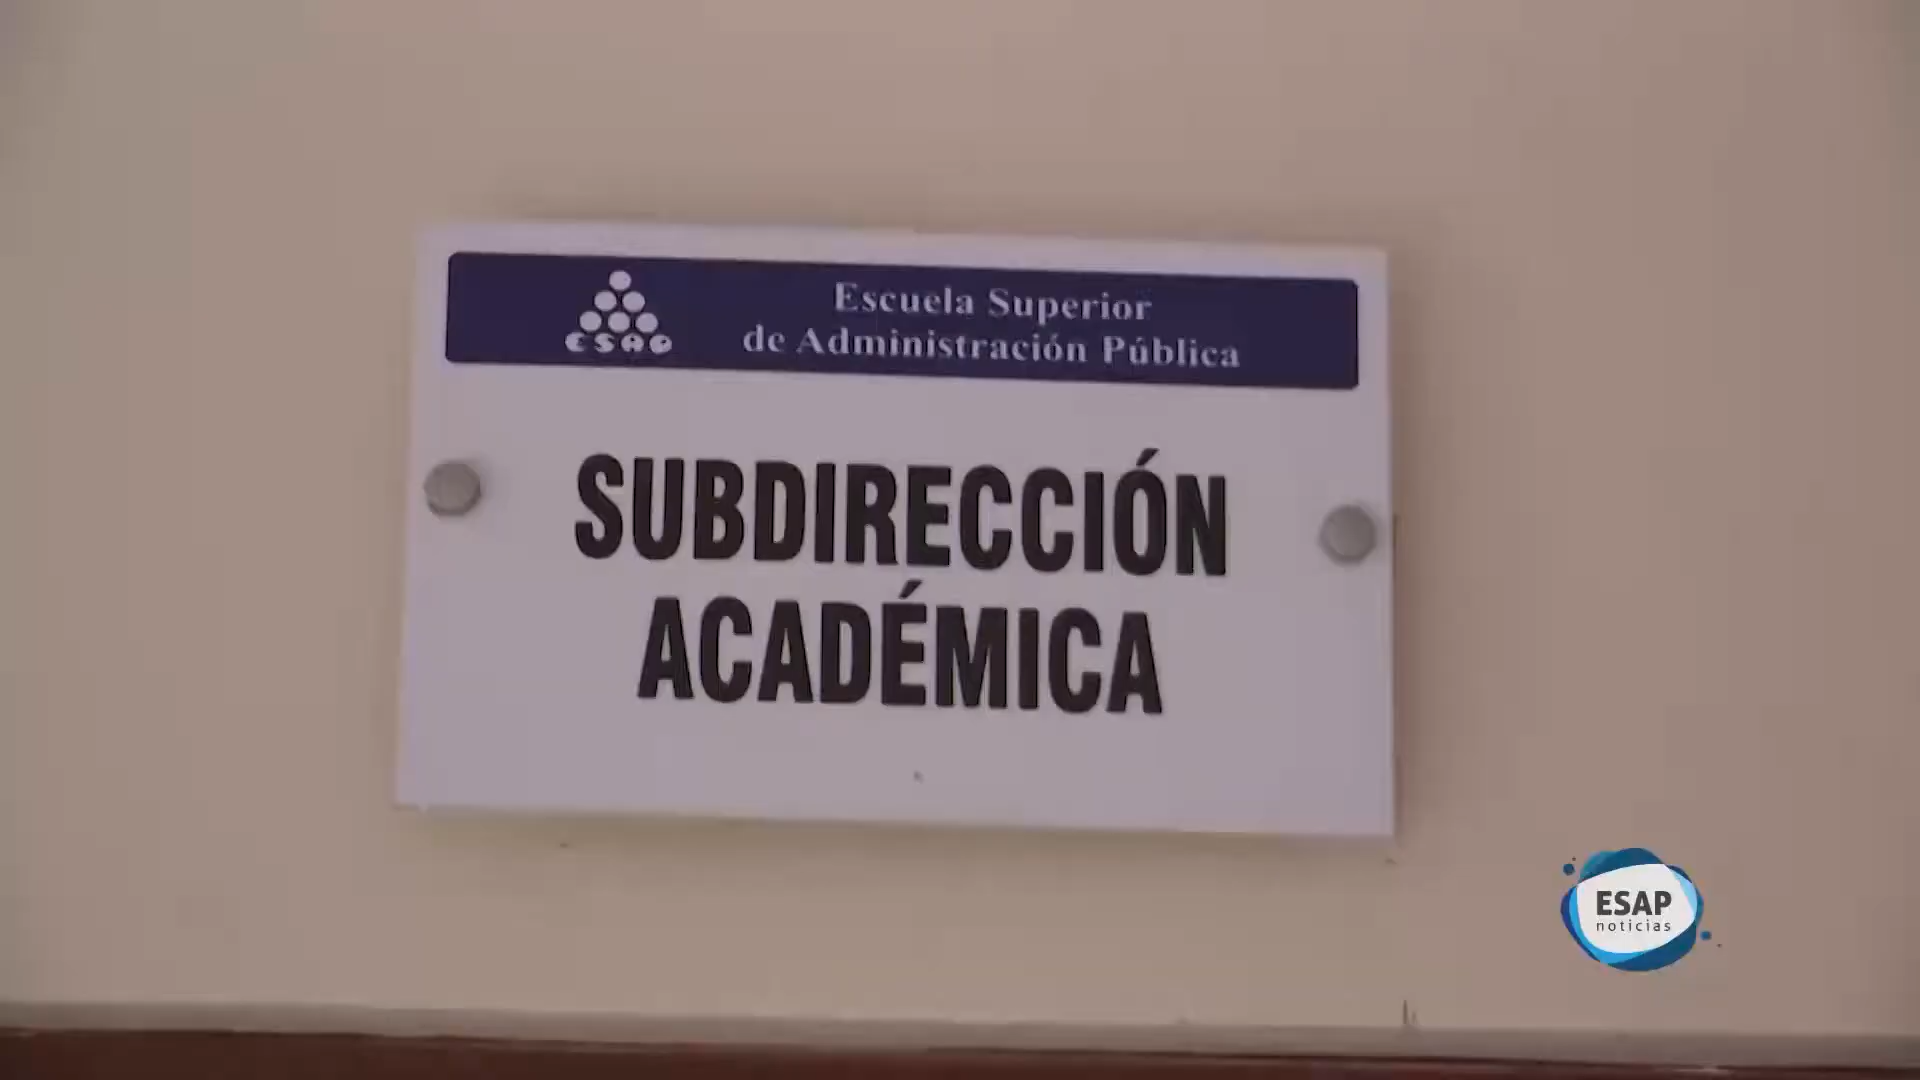 ESAP
Escuela Superior
de Administración Pública
SUBDIRECCIÓN
ACADÉMICA
ESAP
noticias